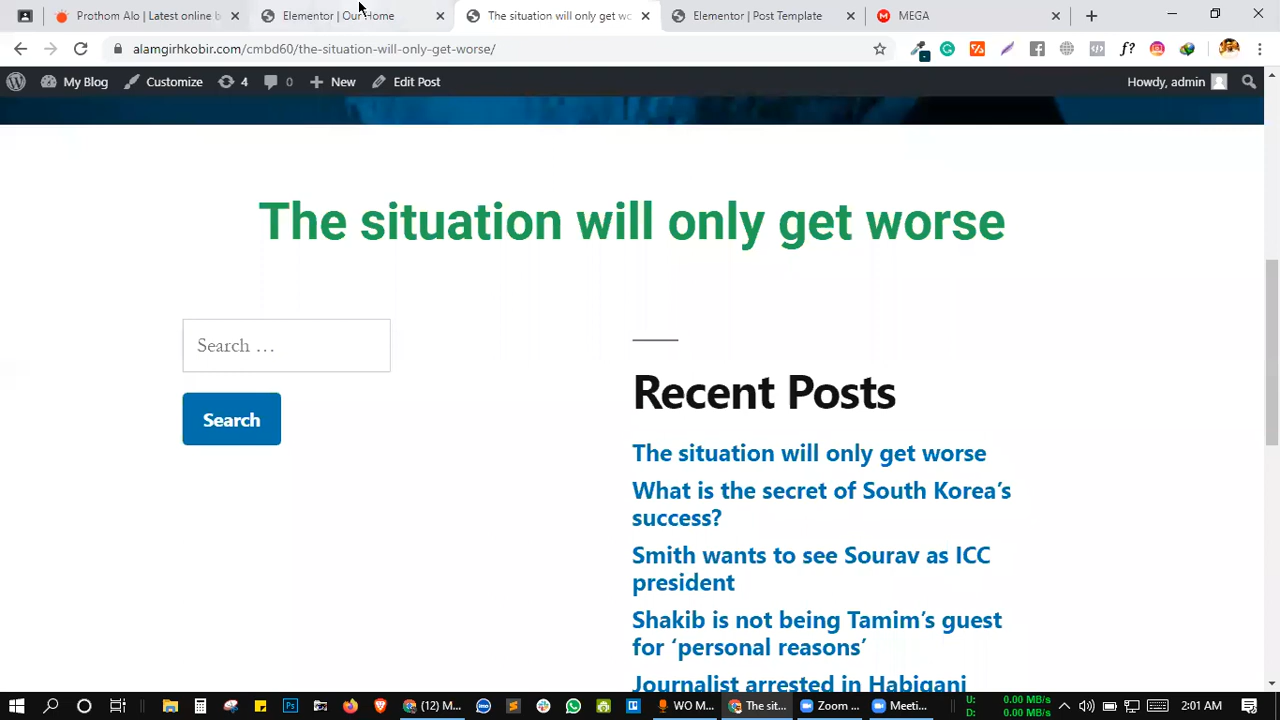 Prothom Alo | Latest online b
Elementor | Our Home
The situation will only get wo
Elementor | Post Template
MEGA
alamgirhkobir.com/cmbd60/the-situation-will-only-get-worse/
My Blog
Customize
4
0
New
Edit Post
Howdy, admin
The situation will only get worse
Search …
Search
Recent Posts
The situation will only get worse
What is the secret of South Korea’s
success?
Smith wants to see Sourav as ICC
president
Shakib is not being Tamim’s guest
for ‘personal reasons’
Journalist arrested in Habiganj
(12) M...
WO M...
The sit...
Zoom ...
Meeti...
U: 0.00 MB/s
D: 0.00 MB/s
2:01 AM